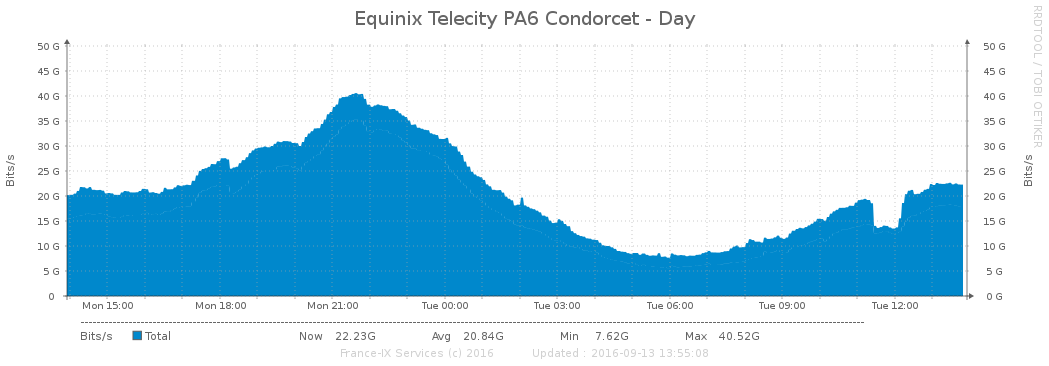 Equinix Telecity PA6 Condorcet - Day
RRDTOOL / TOBI OETIKER
50 G 50 G
45 G 45 G
40 G 40 G
35 G 35 G
30 G 30 G
25 G 25 G
20 G 20 G
15 G 15 G
10 G 10 G
5 G 5 G
0 0 G
Bits/s
Bits/s
Mon 15:00 Mon 18:00 Mon 21:00 Tue 00:00 Tue 03:00 Tue 06:00 Tue 09:00 Tue 12:00
Bits/s Total Now 22.23G Avg 20.84G Min 7.62G Max 40.52G
France-IX Services (c) 2016 Updated : 2016-09-13 13:55:08